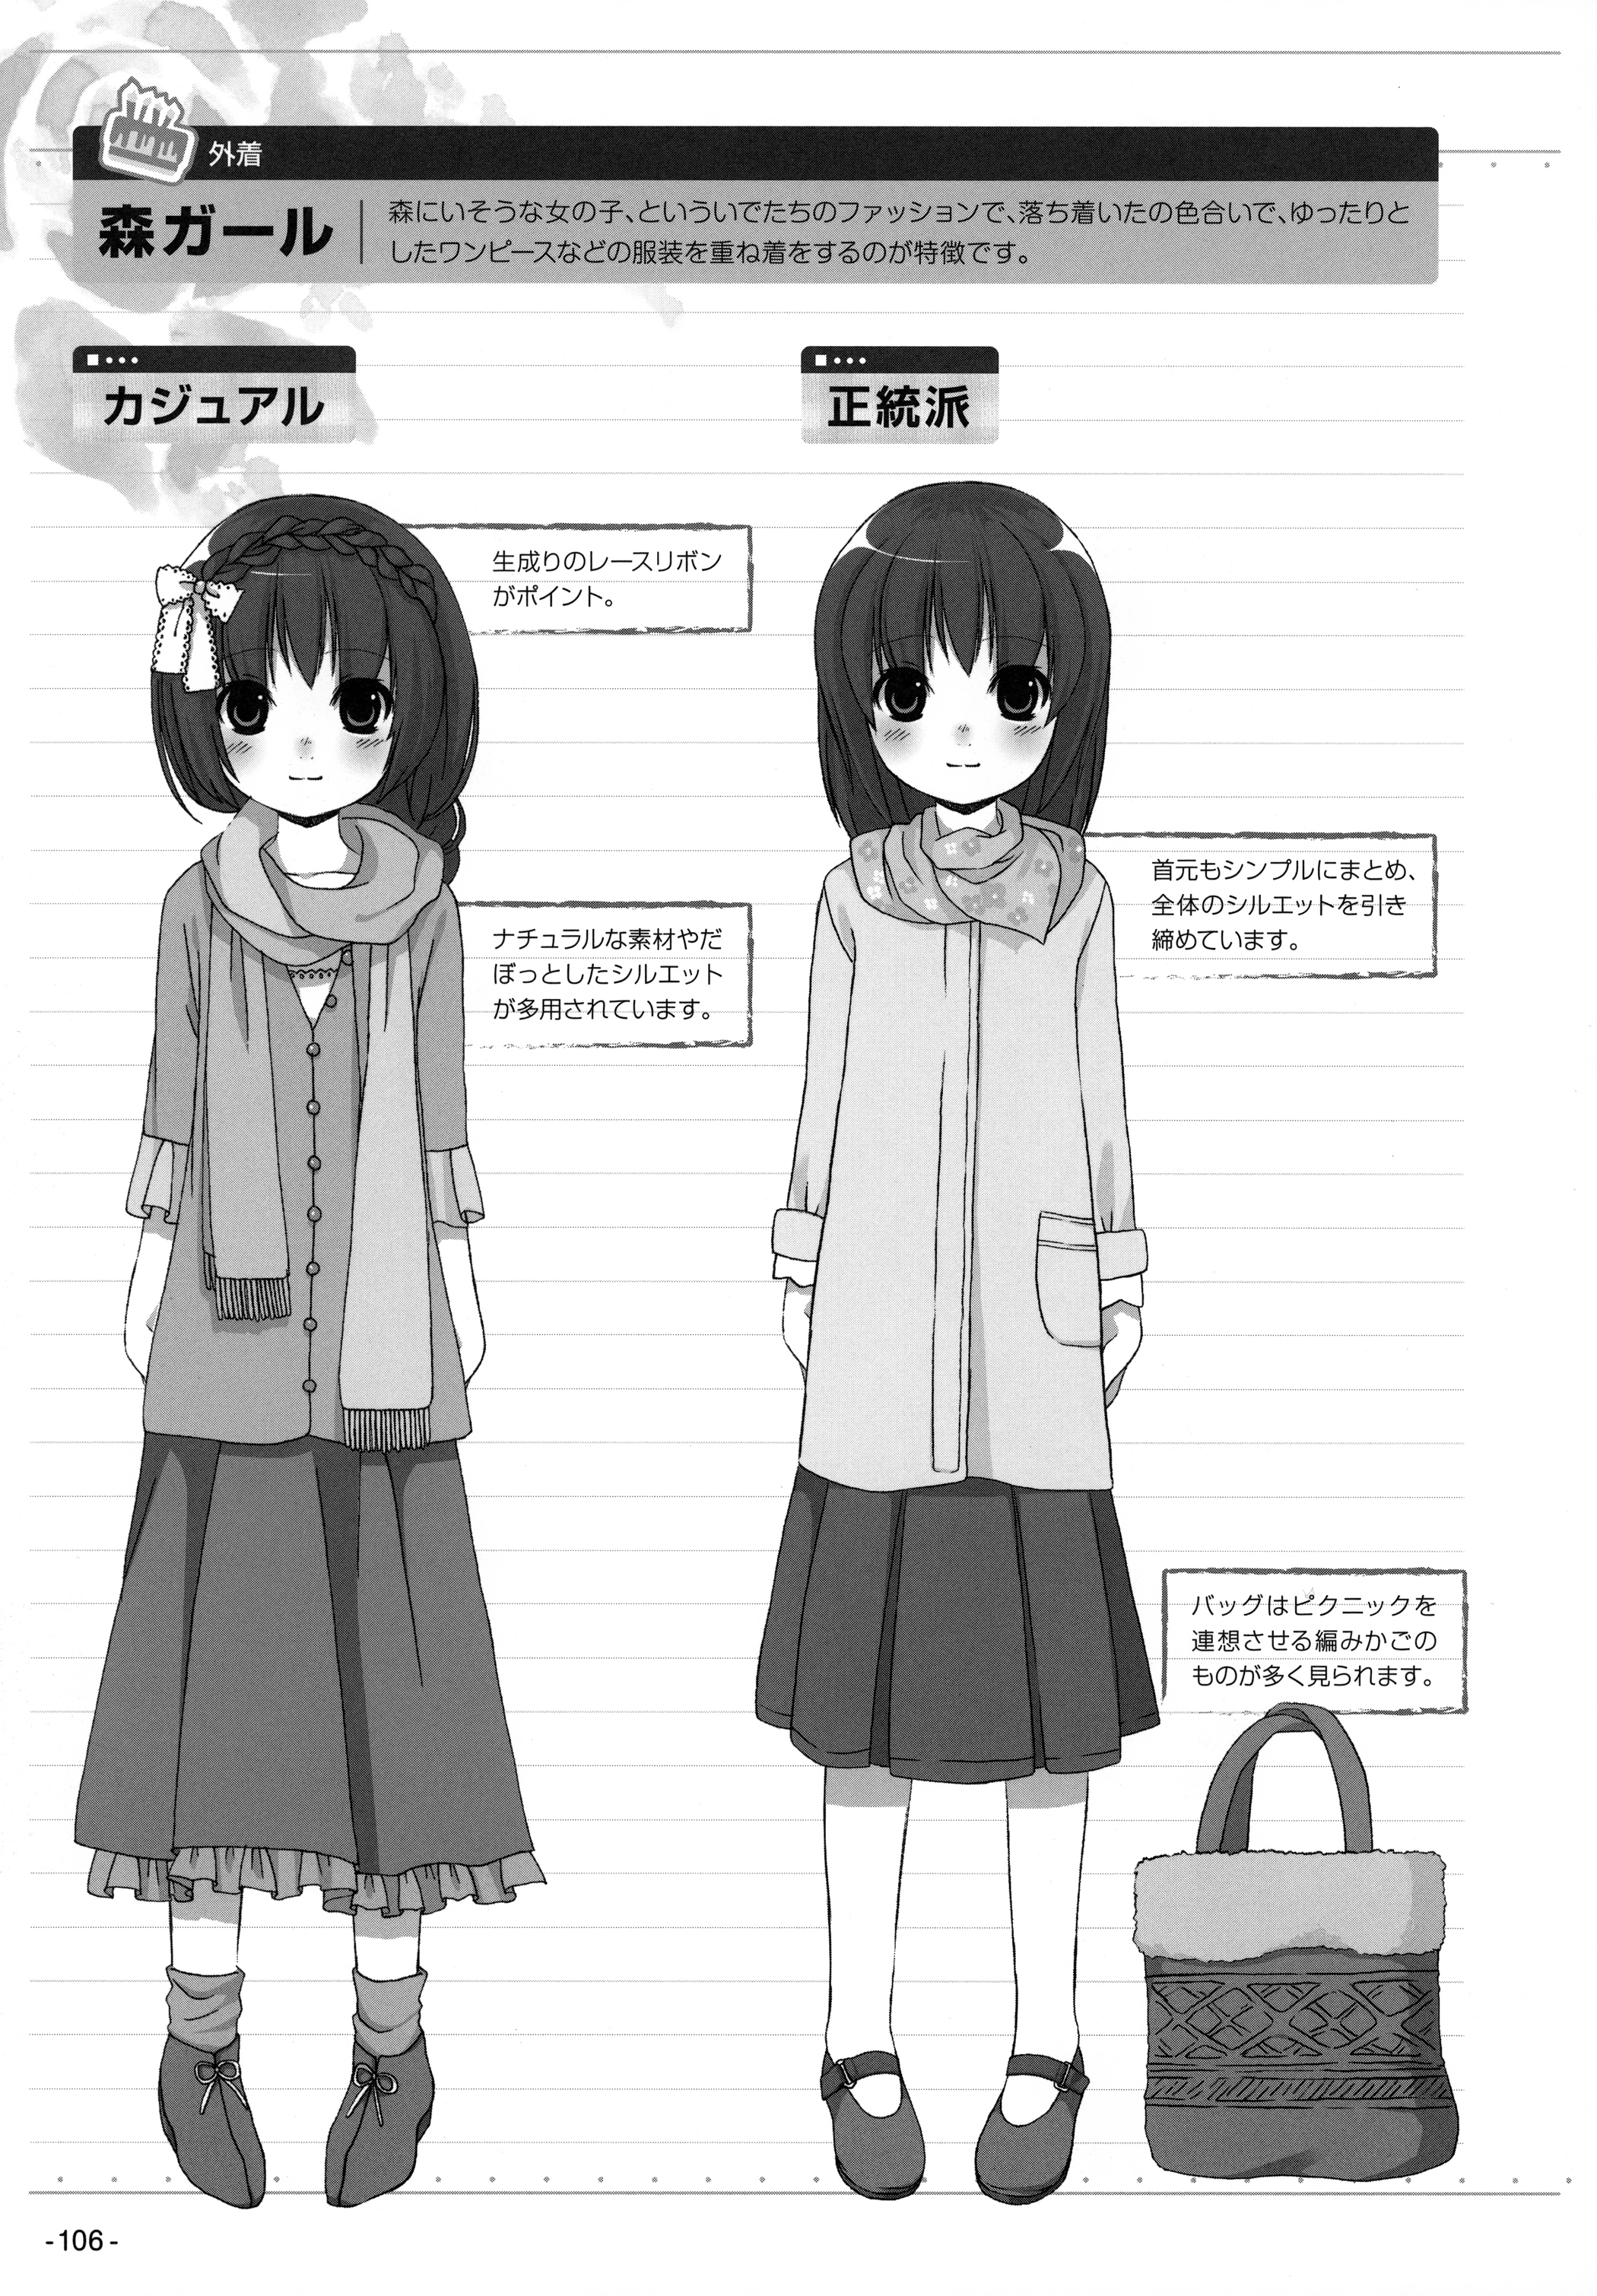 外着
森ガール
森にいそうな女の子、といういでたちのファッションで、落ち着いたの色合いで、ゆったりと
したワンピースなどの服装を重ね着をするのが特徴です。
カジュアル
正統派
生成りのレースリボン
がポイント。
ナチュラルな素材やだ
ぼっとしたシルエット
が多用されています。
首元もシンプルにまとめ、
全体のシルエットを引き
締めています。
バッグはピクニックを
連想させる編みかごの
ものが多く見られます。
-106-